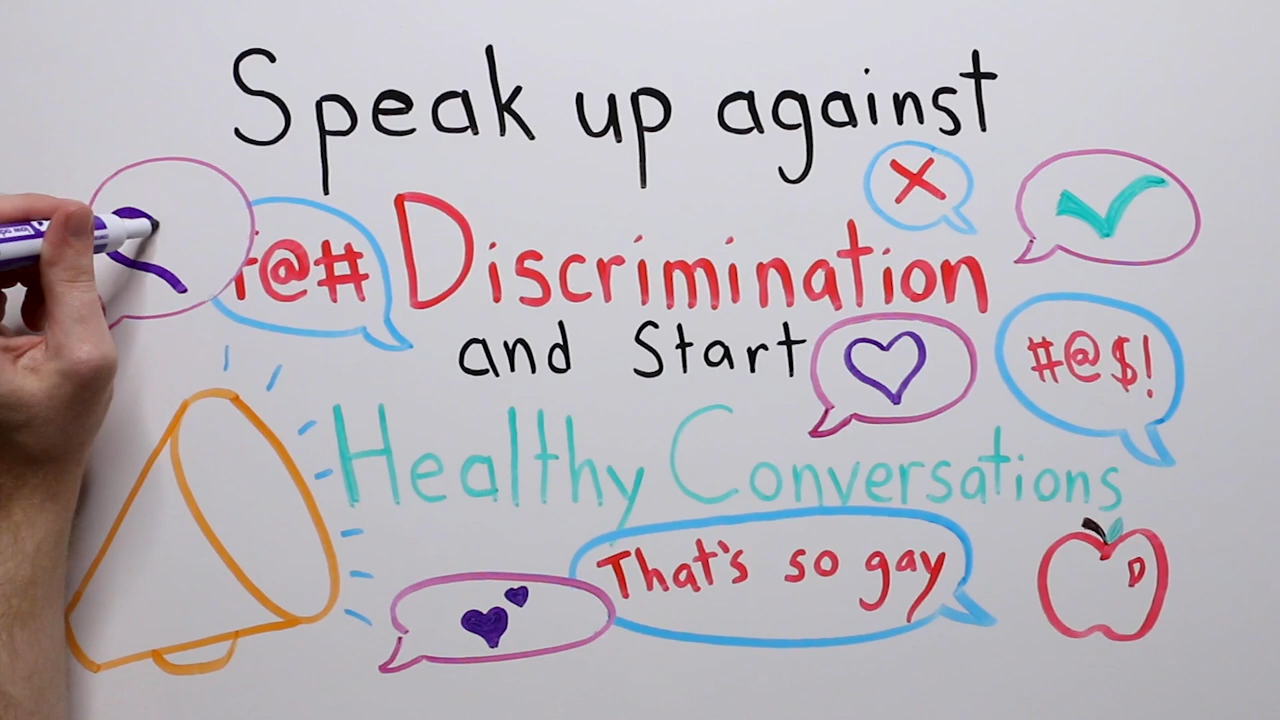 Speak up against
@#
Discrimination
and Start
#@$!
Healthy Conversations
That's so gay